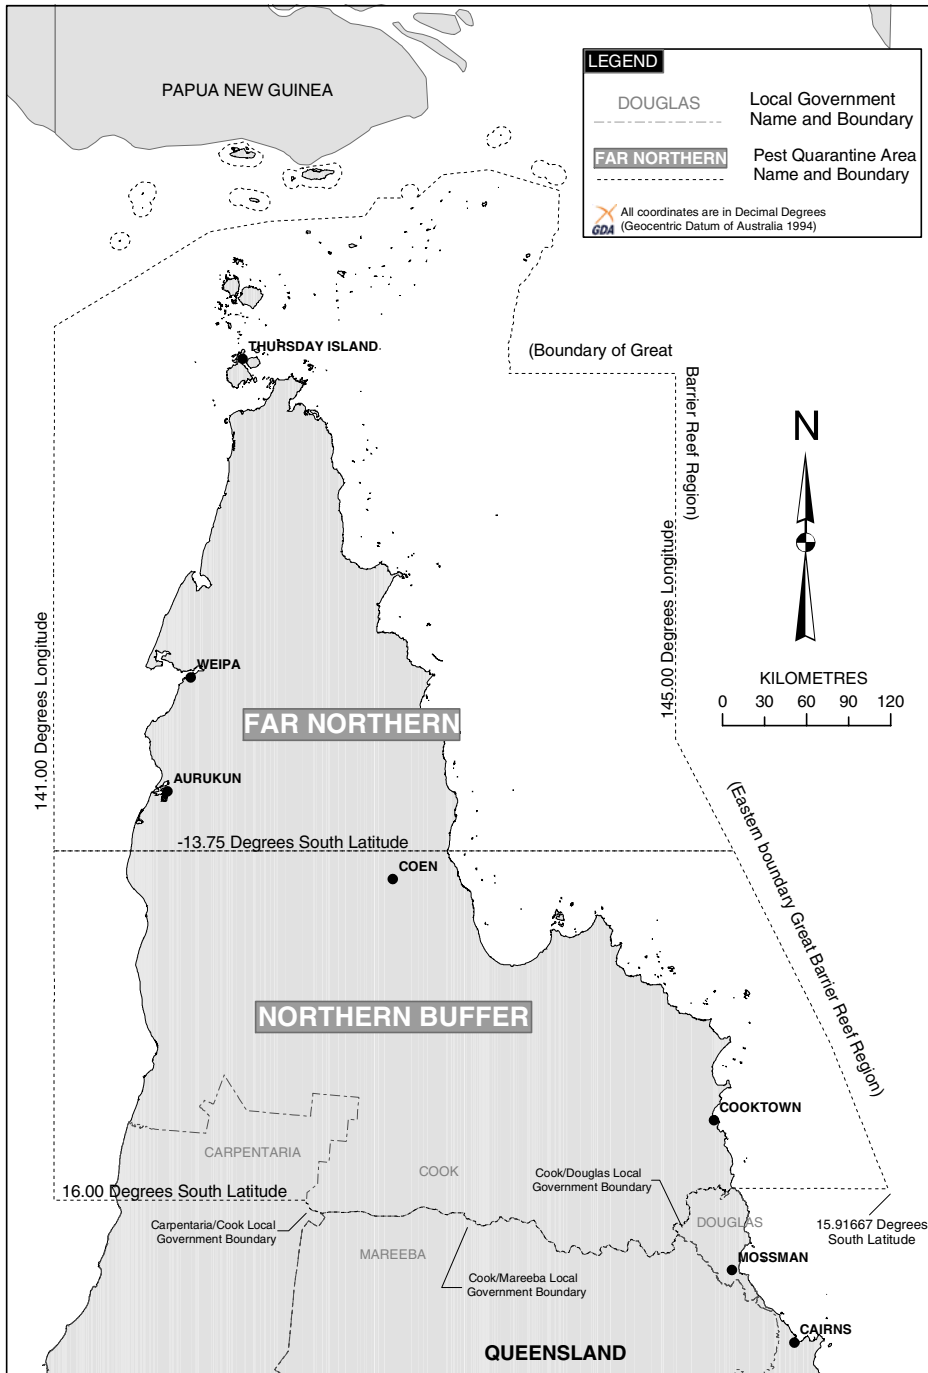 PAPUA NEW GUINEA
LEGEND
DOUGLAS
Local Government
Name and Boundary
FAR NORTHERN
Pest Quarantine Area
Name and Boundary
GDA
All coordinates are in Decimal Degrees
(Geocentric Datum of Australia 1994)
THURSDAY ISLAND
(Boundary of Great
Barrier Reef Region)
N
141.00 Degrees Longitude
145.00 Degrees Longitude
WEIPA
KILOMETRES
0 30 60 90 120
FAR NORTHERN
AURUKUN
(Eastern boundary Great Barrier Reef Region)
-13.75 Degrees South Latitude
COEN
NORTHERN BUFFER
COOKTOWN
CARPENTARIA
COOK
Cook/Douglas Local
Government Boundary
16.00 Degrees South Latitude
DOUGLAS
15.91667 Degrees
South Latitude
Carpentaria/Cook Local
Government Boundary
MAREEBA
MOSSMAN
Cook/Mareeba Local
Government Boundary
CAIRNS
QUEENSLAND